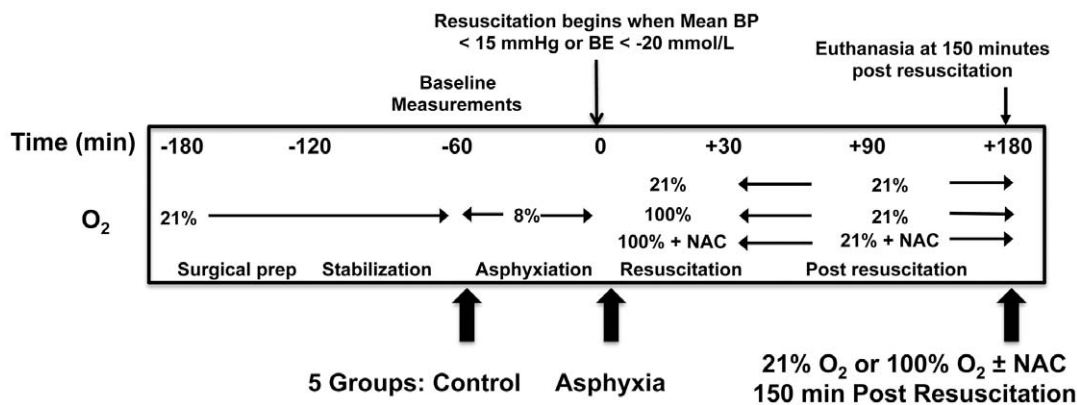 Resuscitation begins when Mean BP
< 15 mmHg or BE < -20 mmol/L
Euthanasia at 150 minutes
post resuscitation
Baseline
Measurements
Time (min) -180 -120 -60 0 +30 +90 +180
21% 21%
O₂ 21% 8% 100% 21%
100% + NAC 21% + NAC
Surgical prep Stabilization Asphyxiation Resuscitation Post resuscitation
5 Groups: Control Asphyxia
21% O₂ or 100% O₂ ± NAC
150 min Post Resuscitation